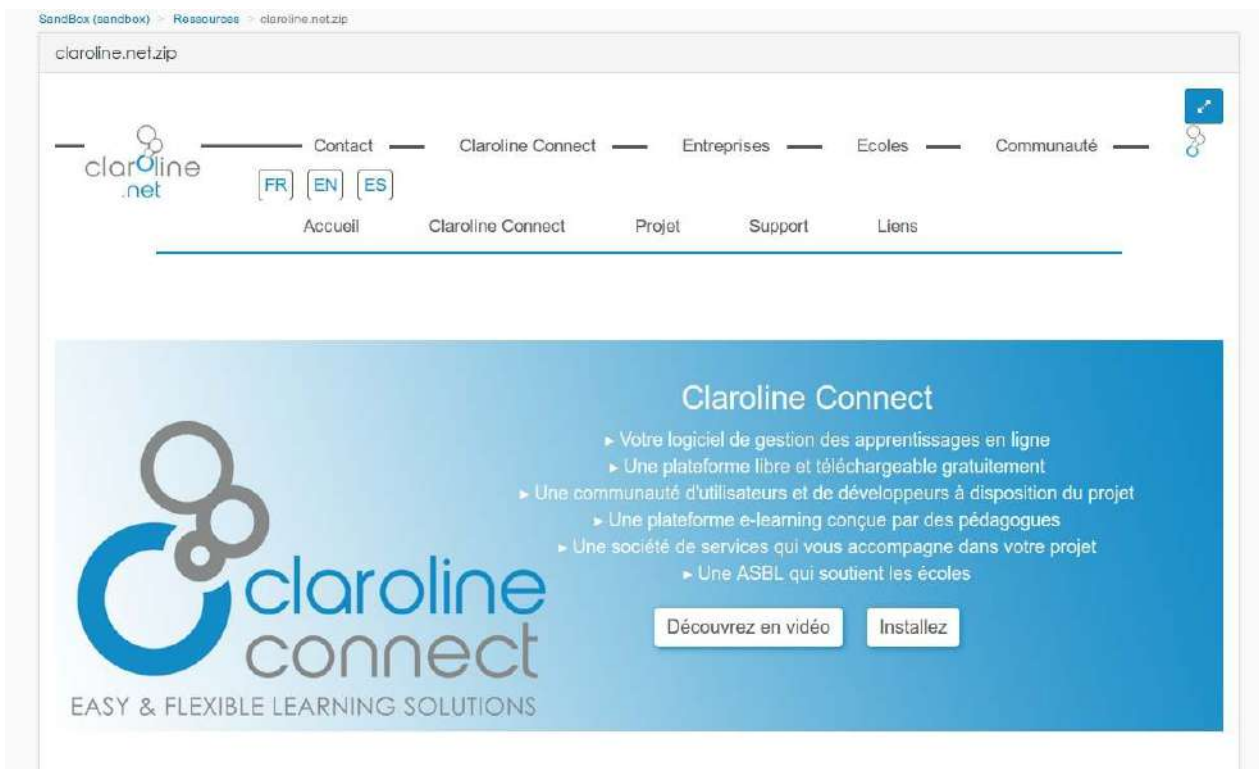 SandBox (sandbox) > Ressources > claroline.net.zip
claroline.net.zip
claroline
.net
Contact Claroline Connect Entreprises Ecoles Communauté
FR EN ES
Accueil Claroline Connect Projet Support Liens
Claroline Connect
▸ Votre logiciel de gestion des apprentissages en ligne
▸ Une plateforme libre et téléchargeable gratuitement
▸ Une communauté d'utilisateurs et de développeurs à disposition du projet
▸ Une plateforme e-learning conçue par des pédagogues
▸ Une société de services qui vous accompagne dans votre projet
▸ Une ASBL qui soutient les écoles
Découvrez en vidéo Installez
claroline
connect
EASY & FLEXIBLE LEARNING SOLUTIONS